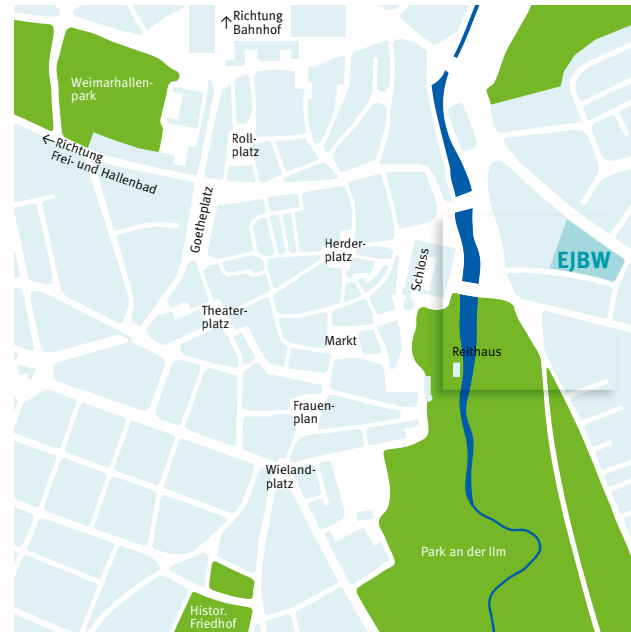 Richtung
Bahnhof
Weimarhallen-
park
Richtung
Frei- und Hallenbad
Roll-
platz
Goetheplatz
Herder-
platz
Schloss
EJBW
Theater-
platz
Markt
Reithaus
Frauen-
plan
Wieland-
platz
Park an der Ilm
Histor.
Friedhof